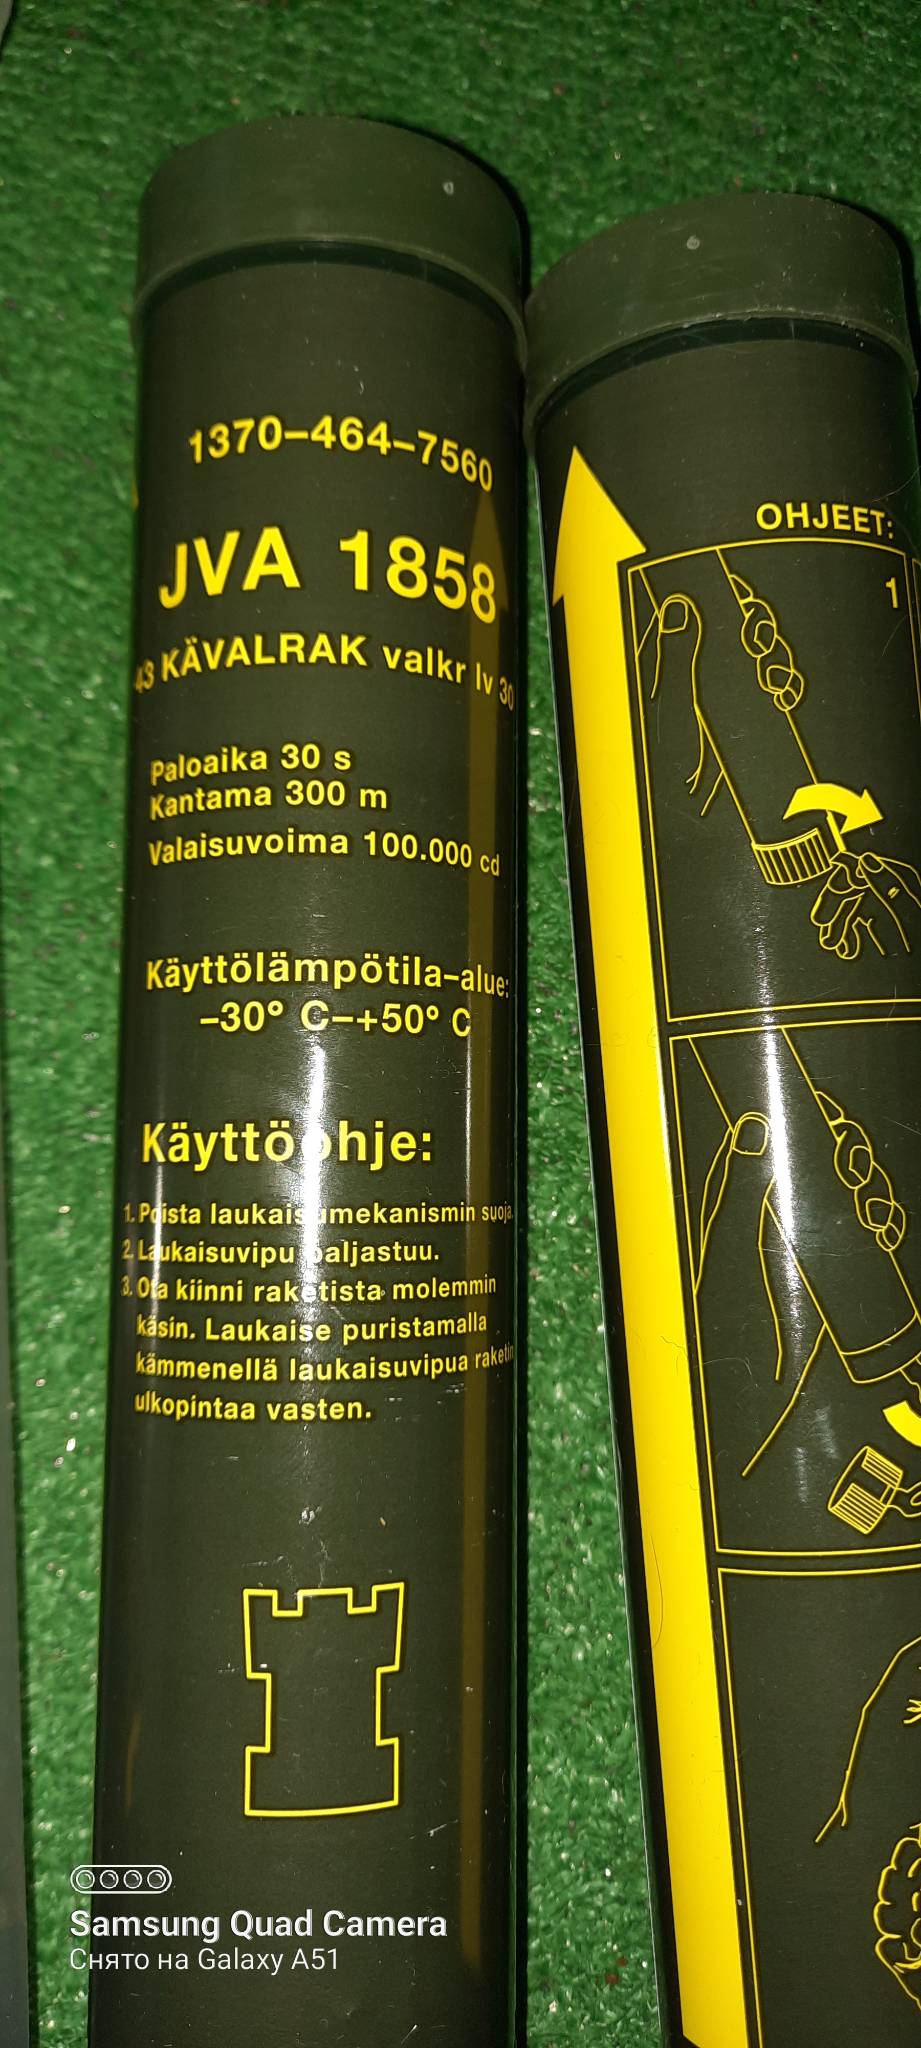 1370-464-7560
JVA 1858
43 KÄVALRAK valkr lv 30
Paloaika 30 s
Kantama 300 m
Valaisuvoima 100.000 cd
Käyttölämpötila-alue:
-30° C-+50° C
Käyttöohje:
1. Poista laukaisumekanismin suoja.
2. Laukaisuvipu paljastuu.
3. Ota kiinni raketista molemmin
käsin. Laukaise puristamalla
kämmenellä laukaisuvipua raketin
ulkopintaa vasten.
OHJEET:
1
Samsung Quad Camera
Снято на Galaxy A51